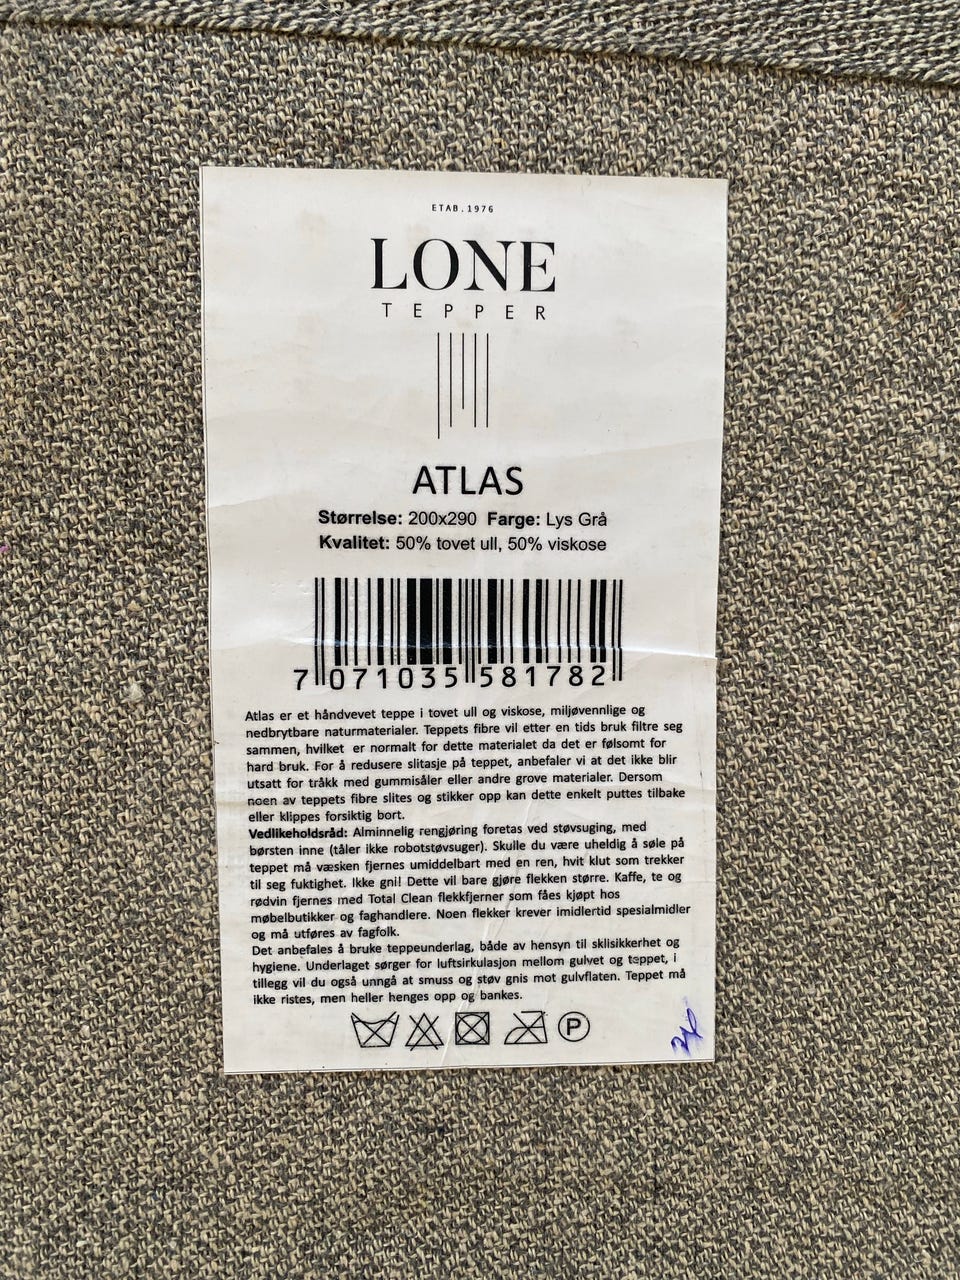 ETAB.1976
LONE
TEPPER
ATLAS
Størrelse: 200x290 Farge: Lys Grå
Kvalitet: 50% tovet ull, 50% viskose
7 071035 581782
Atlas er et håndvevet teppe i tovet ull og viskose, miljøvennlige og
nedbrytbare naturmaterialer. Teppets fibre vil etter en tids bruk filtre seg
sammen, hvilket er normalt for dette materialet da det er følsomt for
hard bruk. For å redusere slitasje på teppet, anbefaler vi at det ikke blir
utsatt for tråkk med gummisåler eller andre grove materialer. Dersom
noen av teppets fibre slites og stikker opp kan dette enkelt puttes tilbake
eller klippes forsiktig bort.
Vedlikeholdsråd: Alminnelig rengjøring foretas ved støvsuging, med
børsten inne (tåler ikke robotstøvsuger). Skulle du være uheldig å søle på
teppet må væsken fjernes umiddelbart med en ren, hvit klut som trekker
til seg fuktighet. Ikke gni! Dette vil bare gjøre flekken større. Kaffe, te og
rødvin fjernes med Total Clean flekkfjerner som fåes kjøpt hos
møbelbutikker og faghandlere. Noen flekker krever imidlertid spesialmidler
og må utføres av fagfolk.
Det anbefales å bruke teppeunderlag, både av hensyn til sklisikkerhet og
hygiene. Underlaget sørger for luftsirkulasjon mellom gulvet og teppet, i
tillegg vil du også unngå at smuss og støv gnis mot gulvflaten. Teppet må
ikke ristes, men heller henges opp og bankes.
P